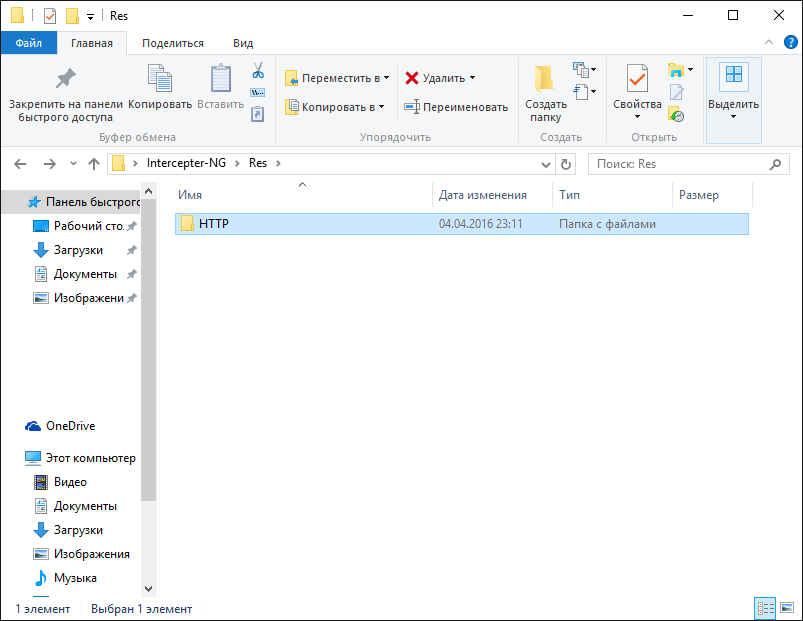 Res
Файл Главная Поделиться Вид
Закрепить на панели быстрого доступа
Копировать
Вставить
Переместить в
Копировать в
Удалить
Переименовать
Создать папку
Свойства
Выделить
Буфер обмена Упорядочить Создать Открыть
Intercepter-NG Res
Поиск: Res
Панель быстрого
Рабочий сто.
Загрузки
Документы
Изображени
OneDrive
Этот компьютер
Видео
Документы
Загрузки
Изображения
Музыка
Имя Дата изменения Тип Размер
HTTP 04.04.2016 23:11 Папка с файлами
1 элемент Выбран 1 элемент